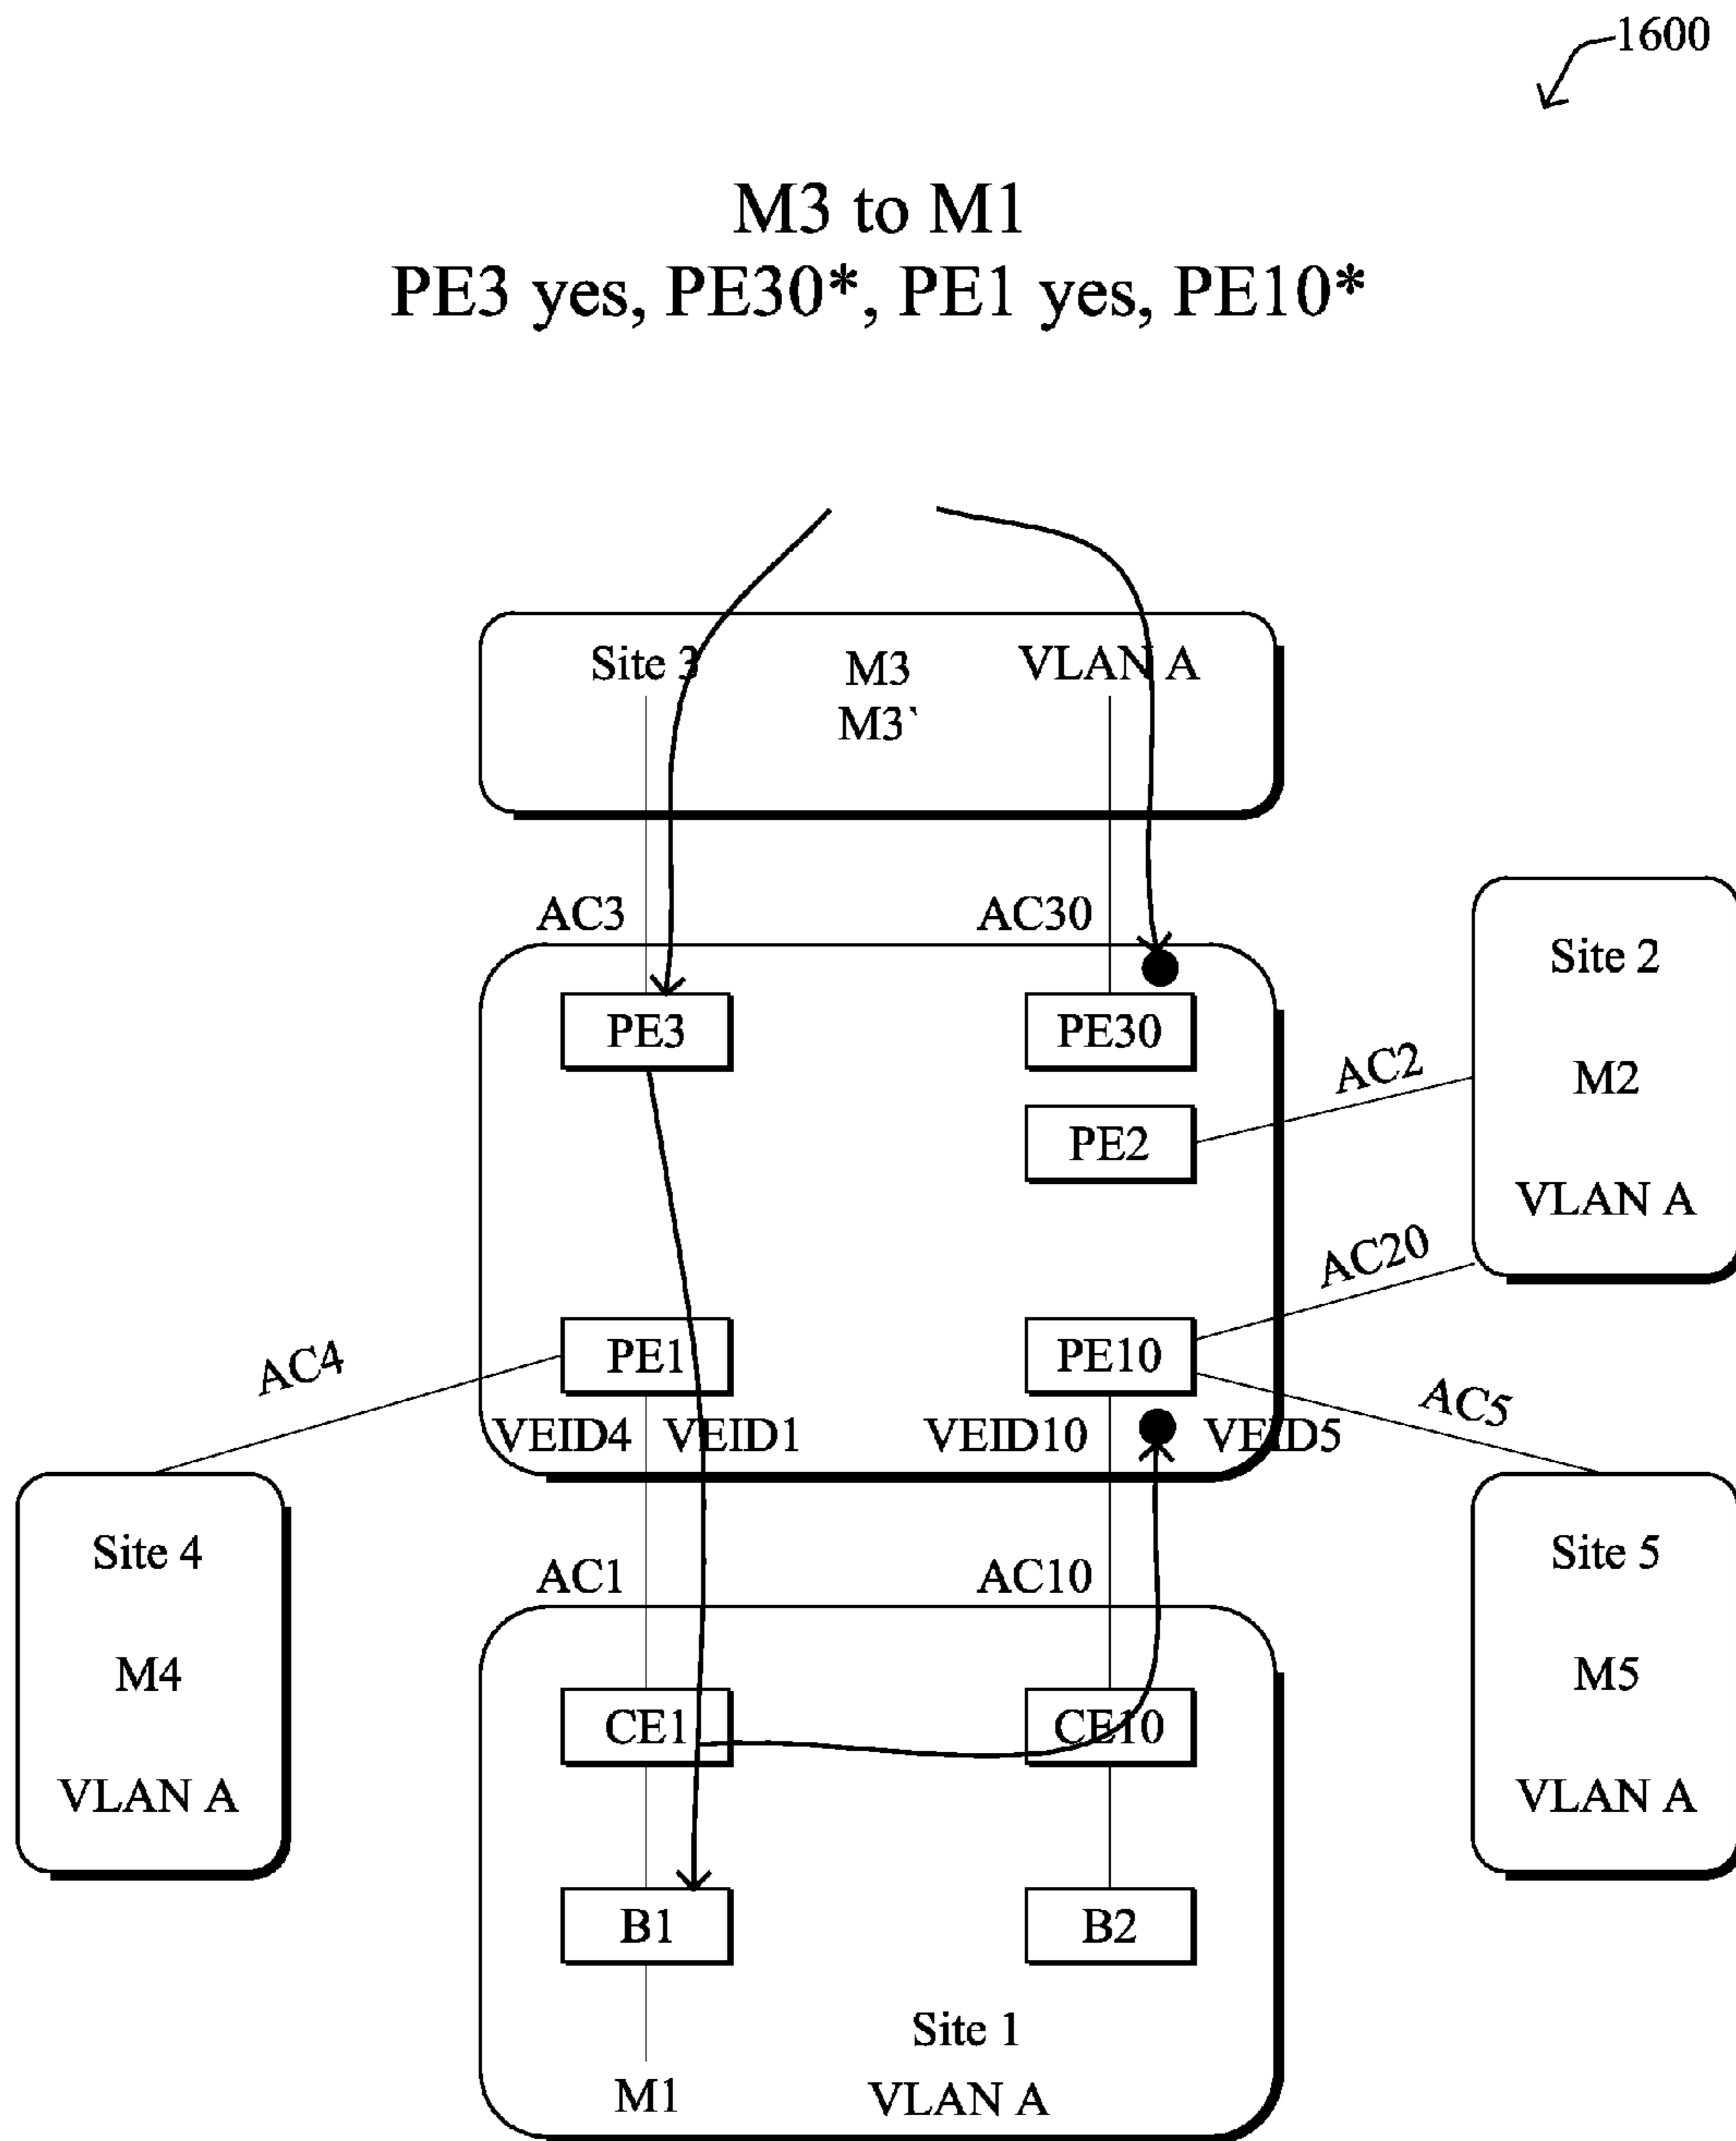 1600
M3 to M1
PE3 yes, PE30*, PE1 yes, PE10*
Site 3
M3
M3`
VLAN A
AC3
AC30
PE3
PE30
PE2
AC2
Site 2
M2
VLAN A
AC20
PE1
PE10
AC4
AC5
VEID4
VEID1
VEID10
VEID5
Site 4
M4
VLAN A
AC1
AC10
Site 5
M5
VLAN A
CE1
CE10
B1
B2
Site 1
M1
VLAN A